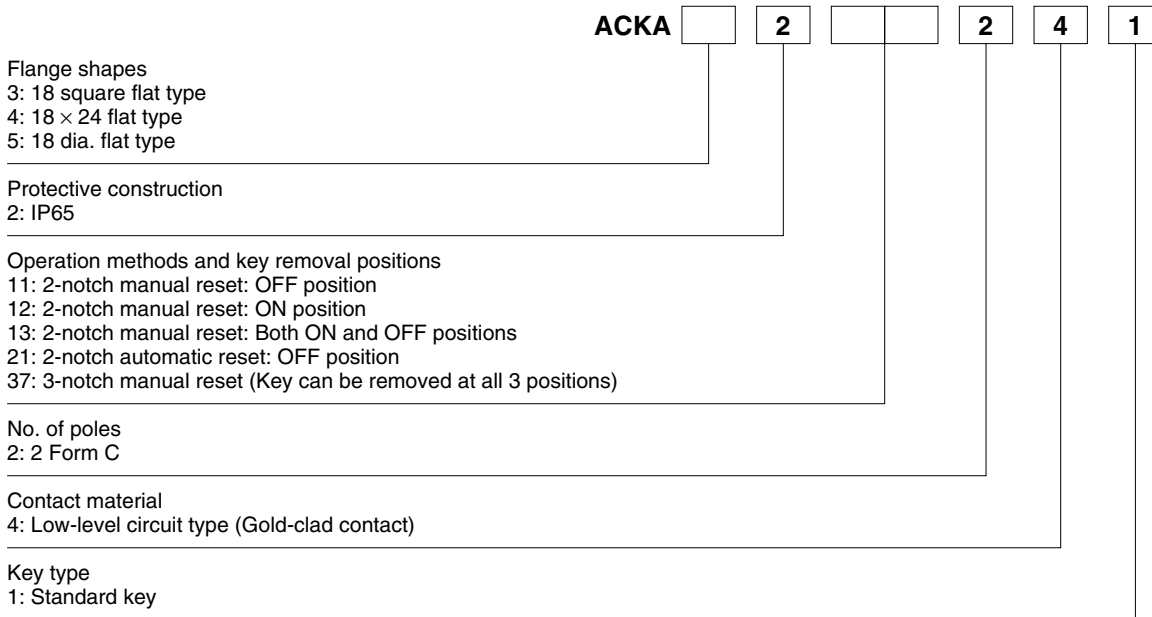 ACKA 2 2 4 1
Flange shapes
3: 18 square flat type
4: 18 × 24 flat type
5: 18 dia. flat type
Protective construction
2: IP65
Operation methods and key removal positions
11: 2-notch manual reset: OFF position
12: 2-notch manual reset: ON position
13: 2-notch manual reset: Both ON and OFF positions
21: 2-notch automatic reset: OFF position
37: 3-notch manual reset (Key can be removed at all 3 positions)
No. of poles
2: 2 Form C
Contact material
4: Low-level circuit type (Gold-clad contact)
Key type
1: Standard key